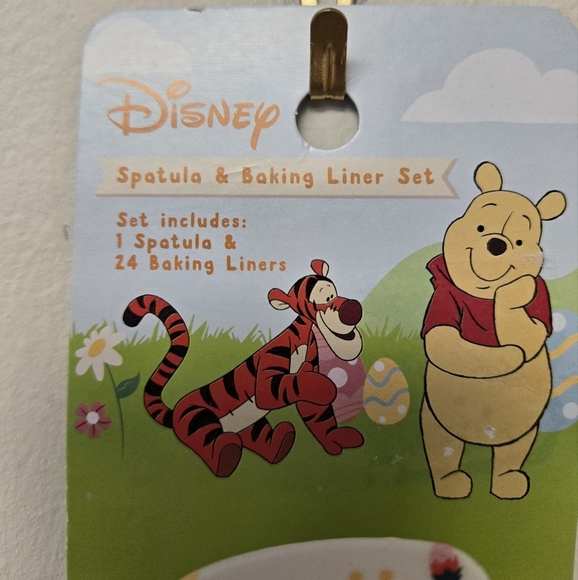 Disney
Spatula & Baking Liner Set
Set includes:
1 Spatula &
24 Baking Liners